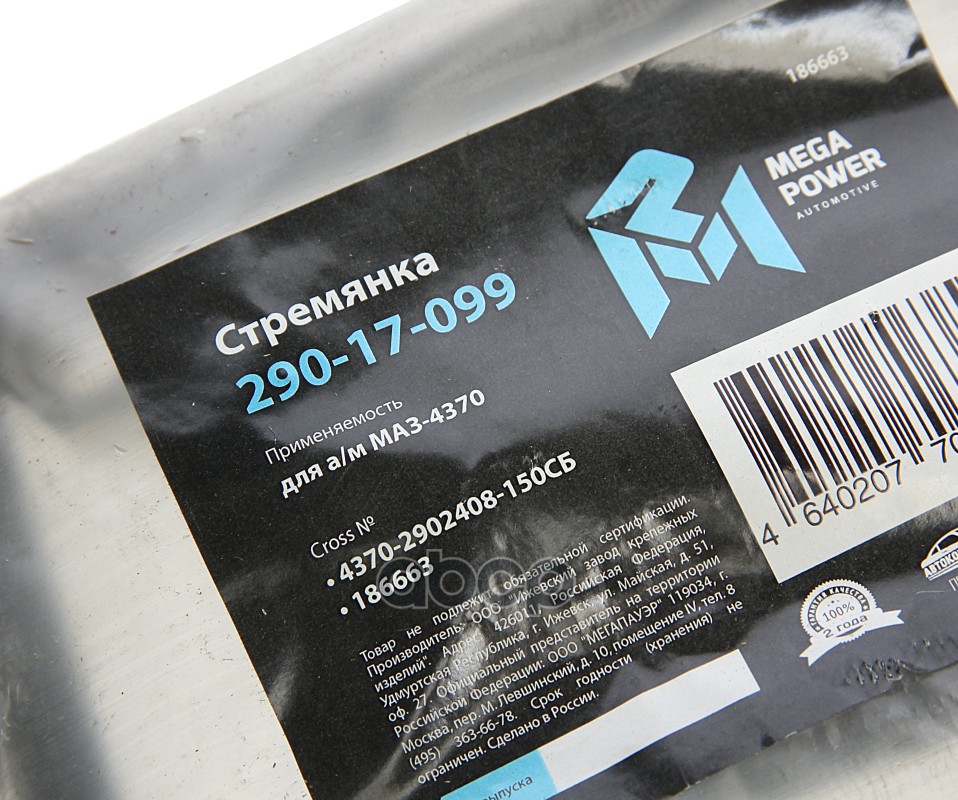 186663
MEGA
POWER
AUTOMOTIVE
Стремянка
290-17-099
Применяемость
для а/м МАЗ-4370
Cross №
• 4370-2902408-150СБ
• 186663
4 640207 70
Товар не подлежит обязательной сертификации.
Производитель: ООО "Ижевский завод крепежных
изделий". Адрес: 426011, Российская Федерация,
Удмуртская Республика, г. Ижевск, ул. Майская, д. 51,
оф. 27. Официальный представитель на территории
Российской Федерации: ООО "МЕГАПАУЭР" 119034, г.
Москва, пер. М. Левшинский, д. 10, помещение IV, тел. 8
(495) 363-66-78. Срок годности (хранения) не
ограничен. Сделано в России.
ГАРАНТИЯ КАЧЕСТВА
100%
2 года